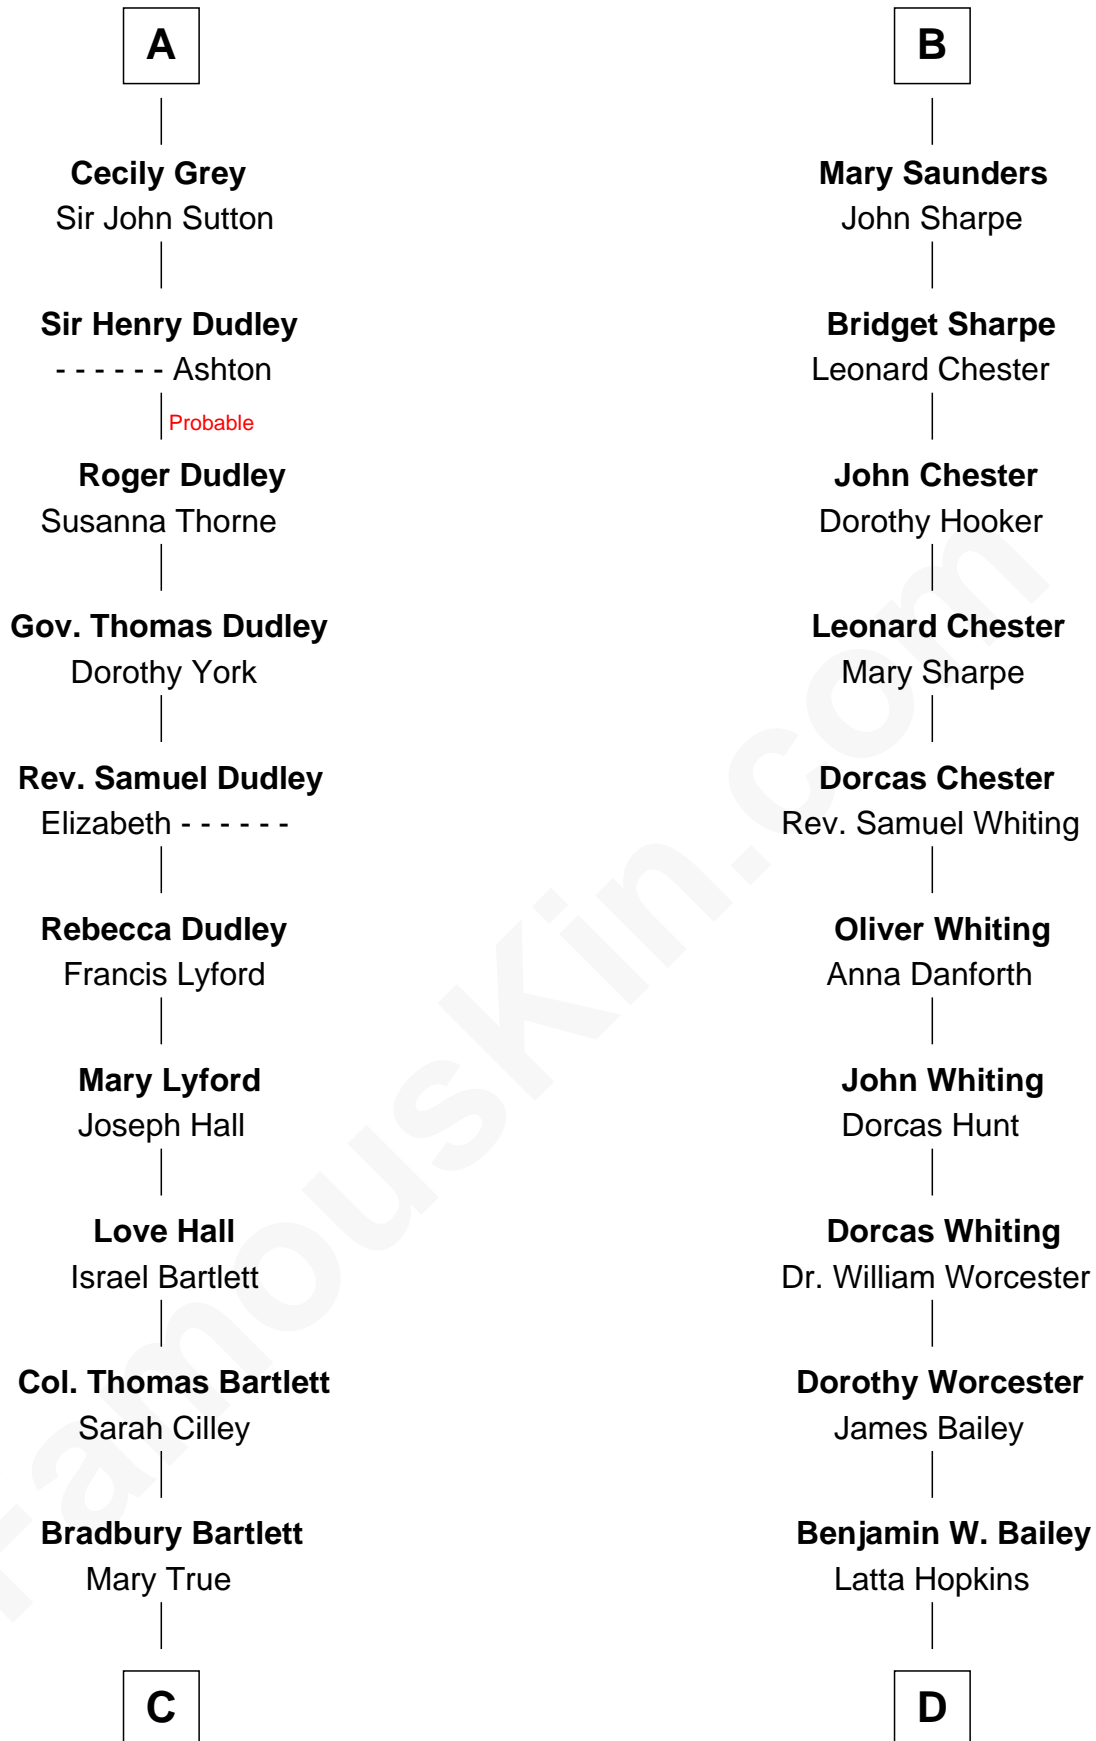 A
Cecily Grey
Sir John Sutton
Sir Henry Dudley
- - - - - - Ashton
Probable
Roger Dudley
Susanna Thorne
Gov. Thomas Dudley
Dorothy York
Rev. Samuel Dudley
Elizabeth - - - - - -
Rebecca Dudley
Francis Lyford
Mary Lyford
Joseph Hall
Love Hall
Israel Bartlett
Col. Thomas Bartlett
Sarah Cilley
Bradbury Bartlett
Mary True
C
B
Mary Saunders
John Sharpe
Bridget Sharpe
Leonard Chester
John Chester
Dorothy Hooker
Leonard Chester
Mary Sharpe
Dorcas Chester
Rev. Samuel Whiting
Oliver Whiting
Anna Danforth
John Whiting
Dorcas Hunt
Dorcas Whiting
Dr. William Worcester
Dorothy Worcester
James Bailey
Benjamin W. Bailey
Latta Hopkins
D
FamousKin.com